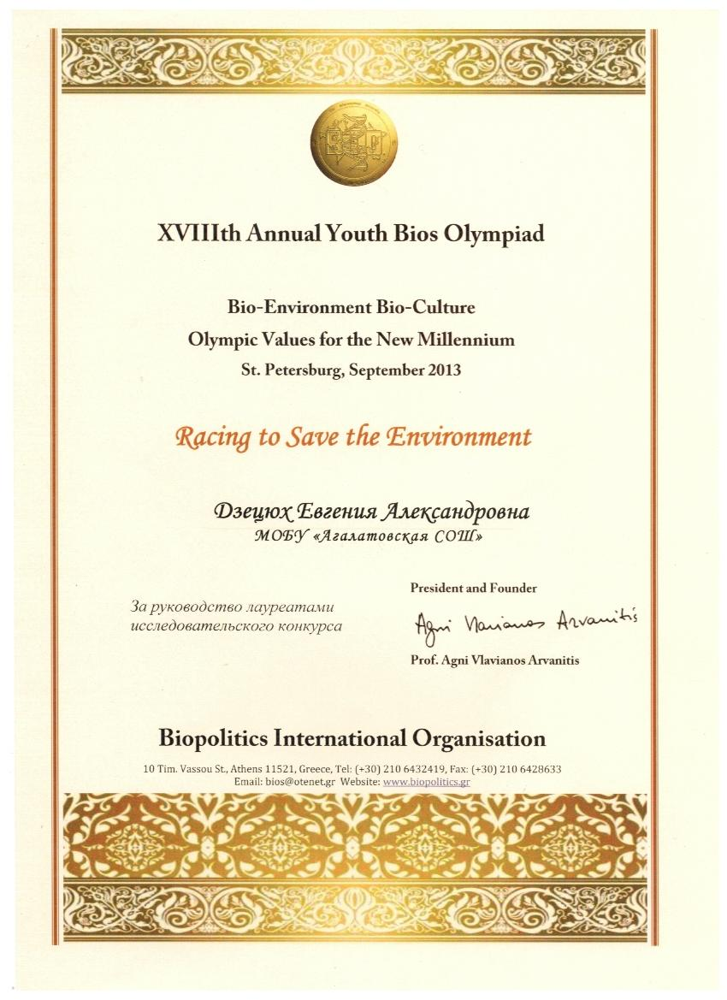 XVIIIth Annual Youth Bios Olympiad
Bio-Environment Bio-Culture
Olympic Values for the New Millennium
St. Petersburg, September 2013
Racing to Save the Environment
Дзецюх Евгения Александровна
МОБУ «Агалатовская СОШ»
За руководство лауреатами
исследовательского конкурса
President and Founder
Agni Vlavianos Arvanitis
Prof. Agni Vlavianos Arvanitis
Biopolitics International Organisation
10 Tim. Vassou St., Athens 11521, Greece, Tel: (+30) 210 6432419, Fax: (+30) 210 6428633
Email: bios@otenet.gr Website: www.biopolitics.gr